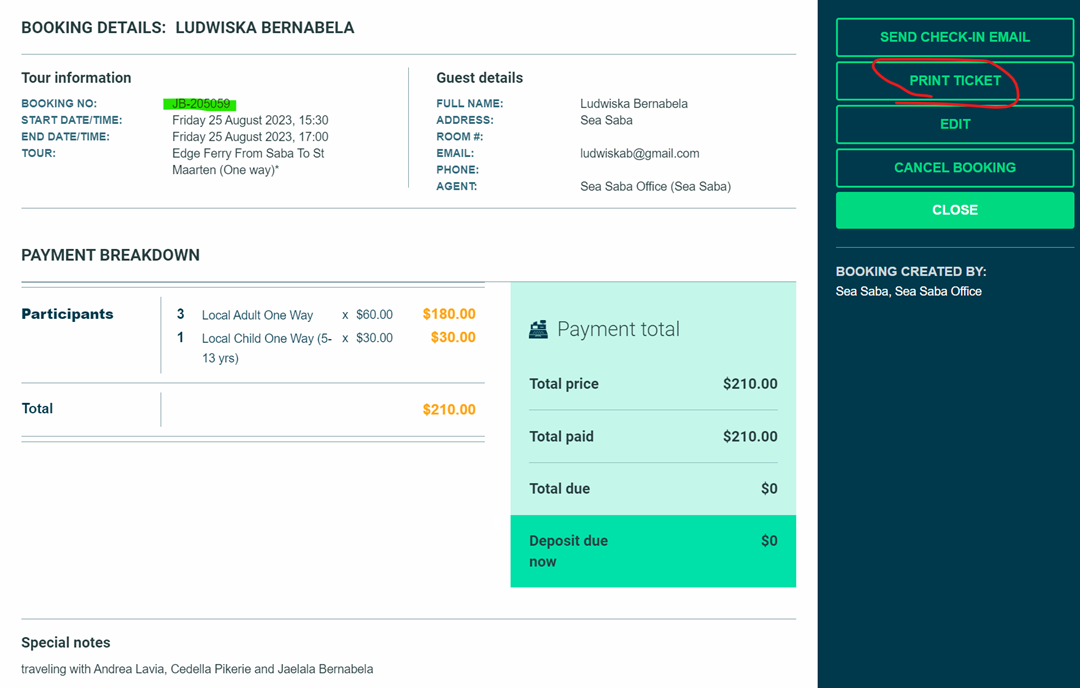 BOOKING DETAILS: LUDWISKA BERNABELA
Tour information
BOOKING NO: JB-205059
START DATE/TIME: Friday 25 August 2023, 15:30
END DATE/TIME: Friday 25 August 2023, 17:00
TOUR: Edge Ferry From Saba To St
Maarten (One way)*
Guest details
FULL NAME: Ludwiska Bernabela
ADDRESS: Sea Saba
ROOM #:
EMAIL: ludwiskab@gmail.com
PHONE:
AGENT: Sea Saba Office (Sea Saba)
PAYMENT BREAKDOWN
Participants 3 Local Adult One Way x $60.00 $180.00
1 Local Child One Way (5- x $30.00 $30.00
13 yrs)
Total $210.00
Payment total
Total price $210.00
Total paid $210.00
Total due $0
Deposit due $0
now
Special notes
traveling with Andrea Lavia, Cedella Pikerie and Jaelala Bernabela
SEND CHECK-IN EMAIL
PRINT TICKET
EDIT
CANCEL BOOKING
CLOSE
BOOKING CREATED BY:
Sea Saba, Sea Saba Office